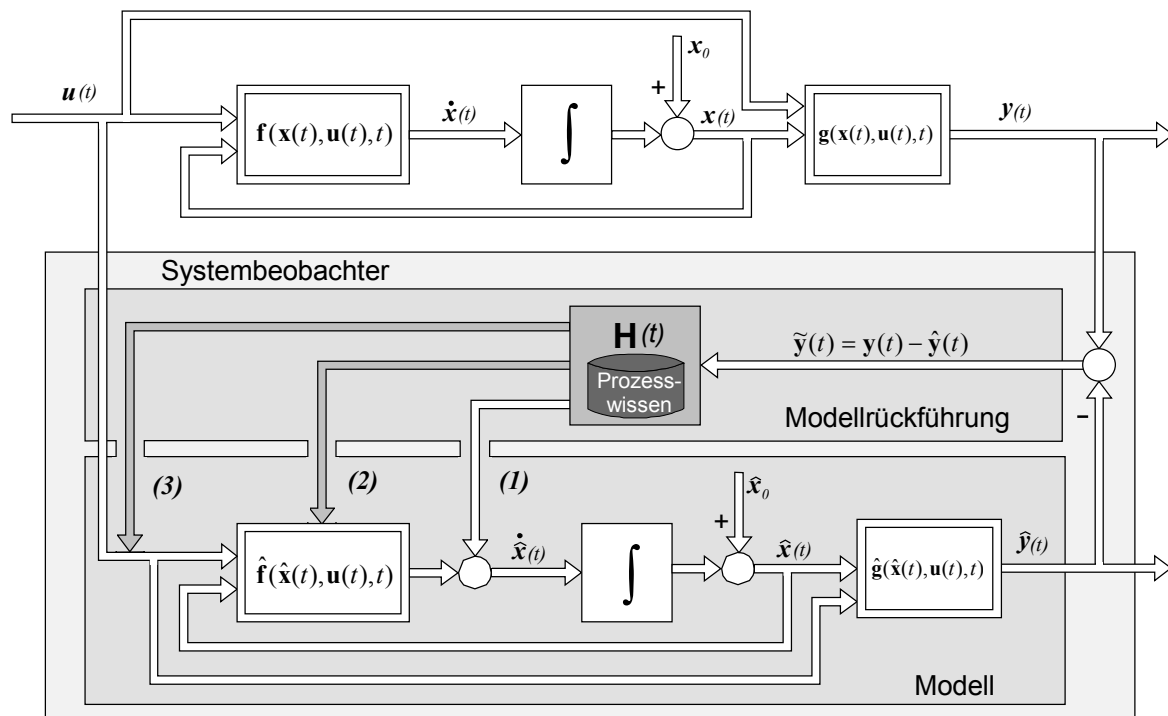 x₀
u(t)
+
f(x(t),u(t),t)
ẋ(t)
∫
x(t)
g(x(t),u(t),t)
y(t)
Systembeobachter
H(t)
Prozess-
wissen
ỹ(t) = y(t) − ŷ(t)
Modellrückführung
−
(3)
(2)
(1)
x̂₀
+
f̂(x̂(t),u(t),t)
x̂̇(t)
∫
x̂(t)
ĝ(x̂(t),u(t),t)
ŷ(t)
Modell